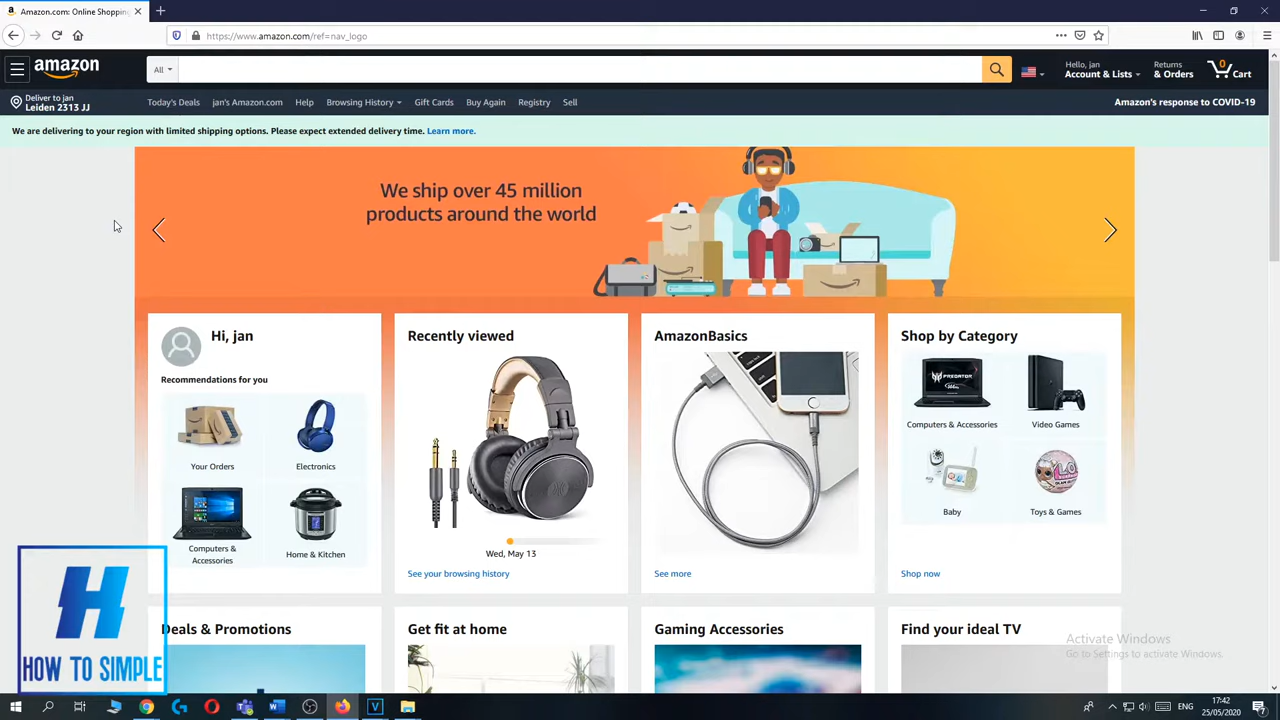 Amazon.com: Online Shopping
https://www.amazon.com/ref=nav_logo
amazon
All
Hello, jan
Account & Lists
Returns
& Orders
0
Cart
Deliver to jan
Leiden 2313 JJ
Today's Deals
jan's Amazon.com
Help
Browsing History
Gift Cards
Buy Again
Registry
Sell
Amazon's response to COVID-19
We are delivering to your region with limited shipping options. Please expect extended delivery time. Learn more.
We ship over 45 million
products around the world
Hi, jan
Recommendations for you
Your Orders
Electronics
Computers &
Accessories
Home & Kitchen
Recently viewed
Wed, May 13
See your browsing history
AmazonBasics
See more
Shop by Category
PREDATOR
Computers & Accessories
Video Games
Baby
Toys & Games
Shop now
Deals & Promotions
Get fit at home
Gaming Accessories
Find your ideal TV
Activate Windows
Go to Settings to activate Windows.
H
HOW TO SIMPLE
ENG
17:42
25/05/2020